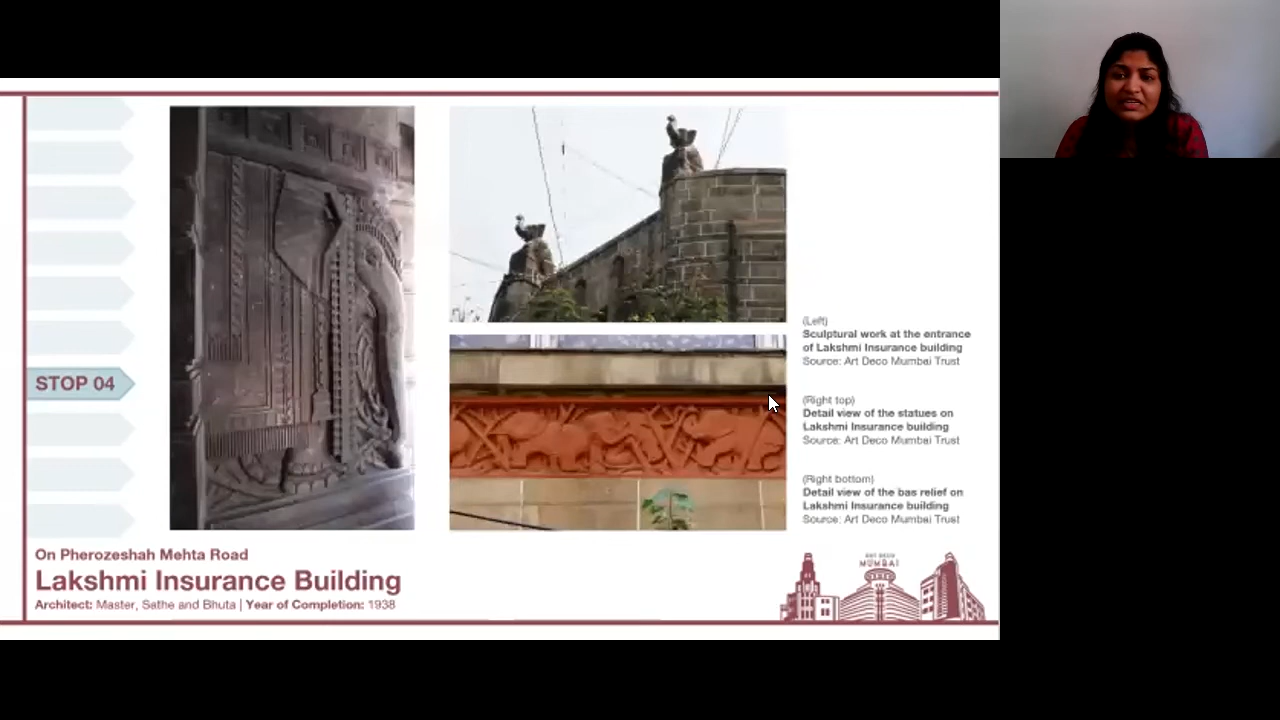 STOP 04
(Left)
Sculptural work at the entrance
of Lakshmi Insurance building
Source: Art Deco Mumbai Trust
(Right top)
Detail view of the statues on
Lakshmi Insurance building
Source: Art Deco Mumbai Trust
(Right bottom)
Detail view of the bas relief on
Lakshmi Insurance building
Source: Art Deco Mumbai Trust
On Pherozeshah Mehta Road
Lakshmi Insurance Building
Architect: Master, Sathe and Bhuta | Year of Completion: 1938
ART DECO
MUMBAI